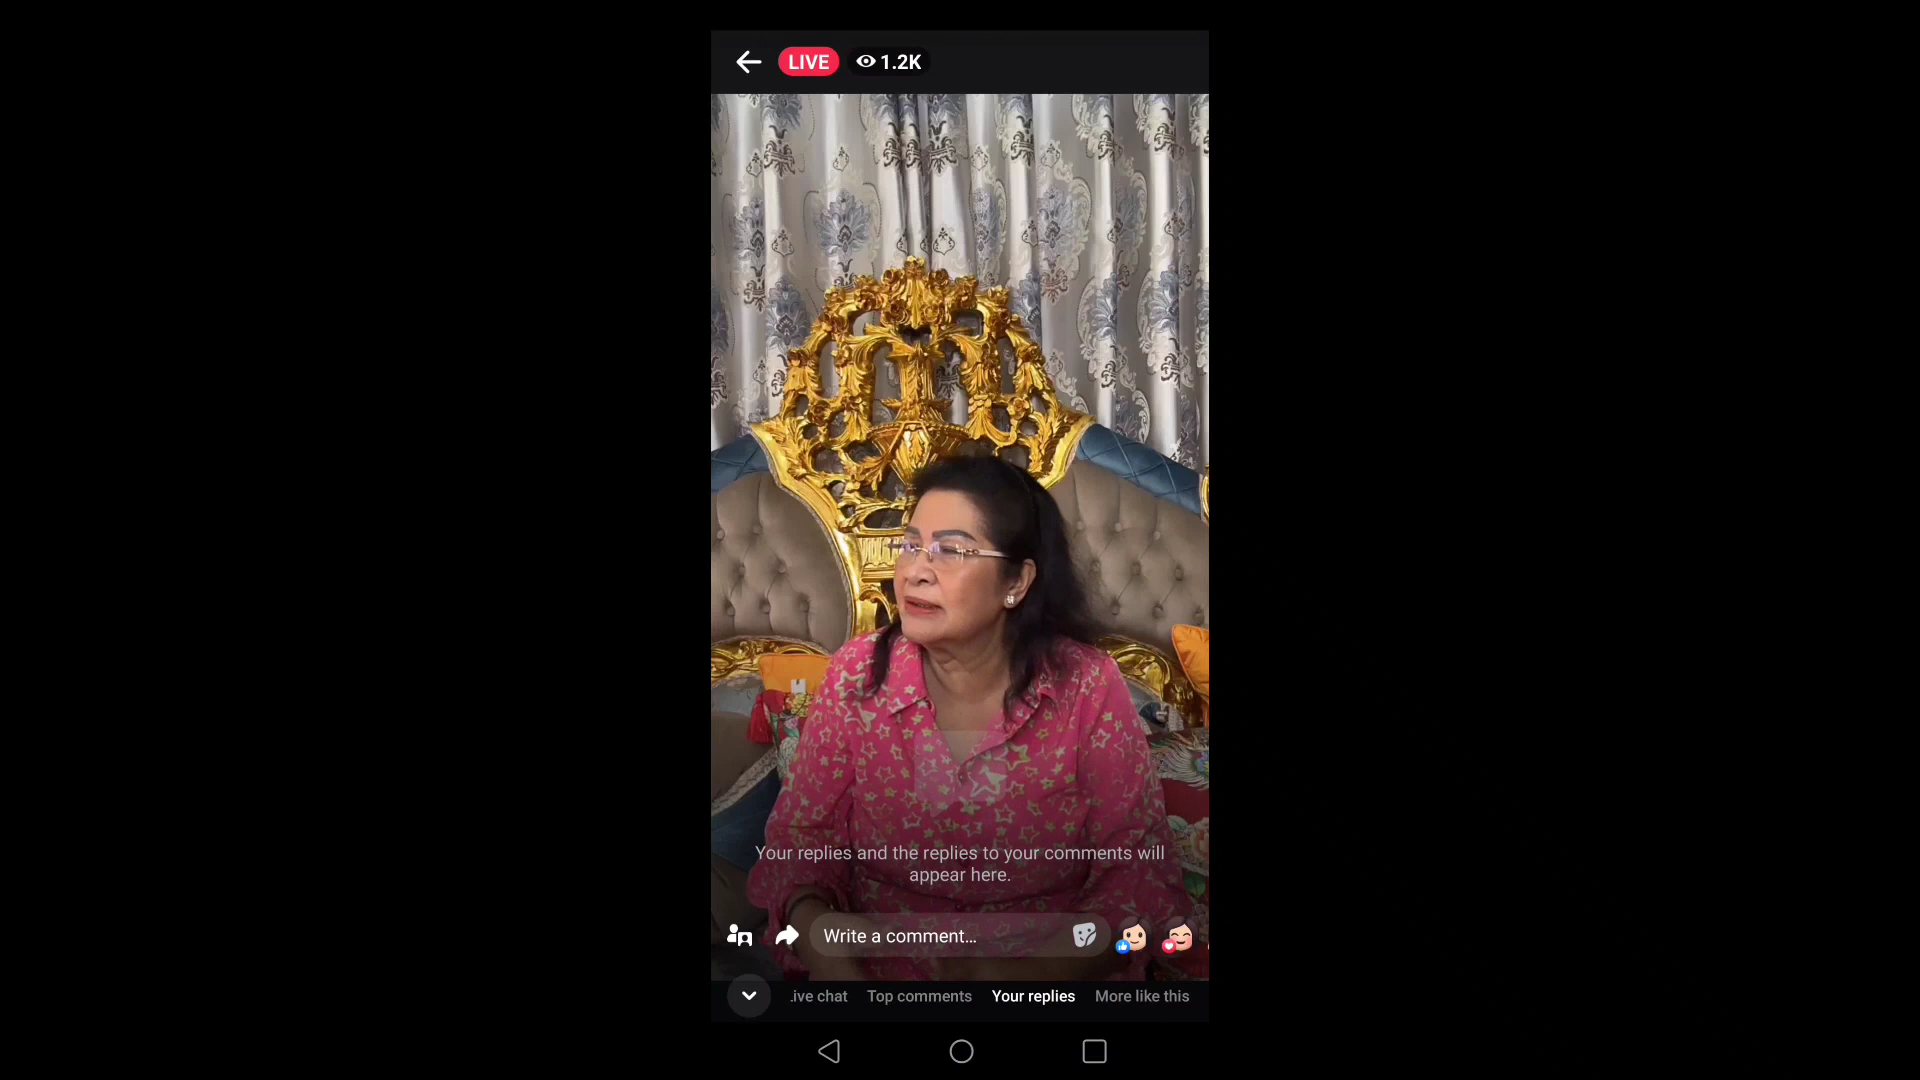 LIVE 1.2K
Your replies and the replies to your comments will
appear here.
Write a comment...
.ive chat Top comments Your replies More like this